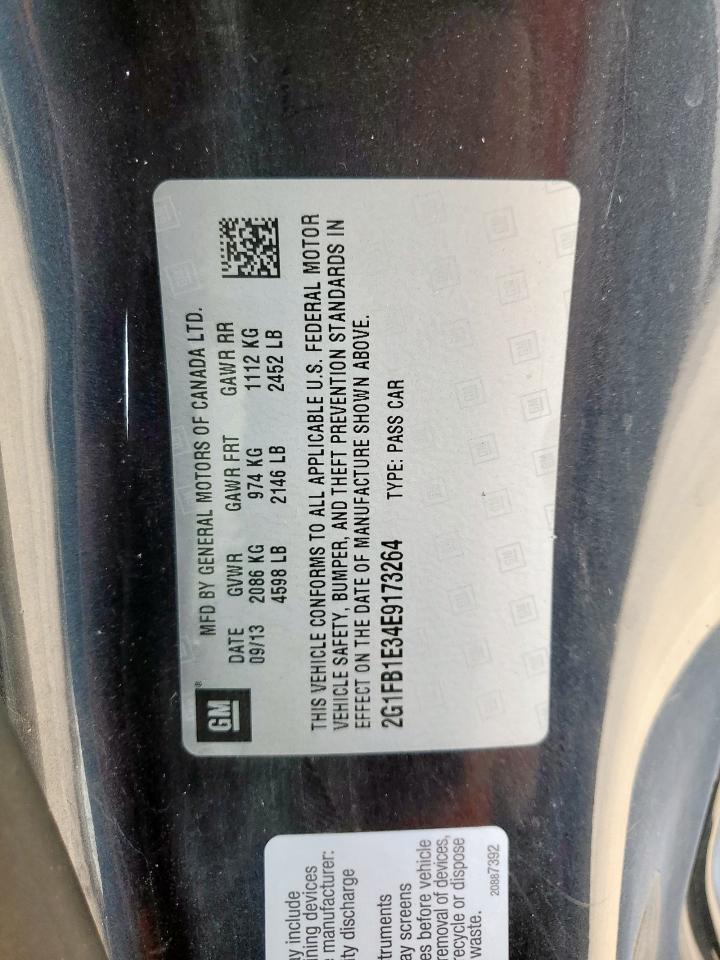 GM
MFD BY GENERAL MOTORS OF CANADA LTD.
DATE GVWR GAWR FRT GAWR RR
09/13 2086 KG 974 KG 1112 KG
4598 LB 2146 LB 2452 LB
THIS VEHICLE CONFORMS TO ALL APPLICABLE U.S. FEDERAL MOTOR
VEHICLE SAFETY, BUMPER, AND THEFT PREVENTION STANDARDS IN
EFFECT ON THE DATE OF MANUFACTURE SHOWN ABOVE.
2G1FB1E34E9173264 TYPE: PASS CAR
ay include
ining devices
manufacturer:
ity discharge
truments
ay screens
es before vehicle
removal of devices,
recycle or dispose
waste.
20887392